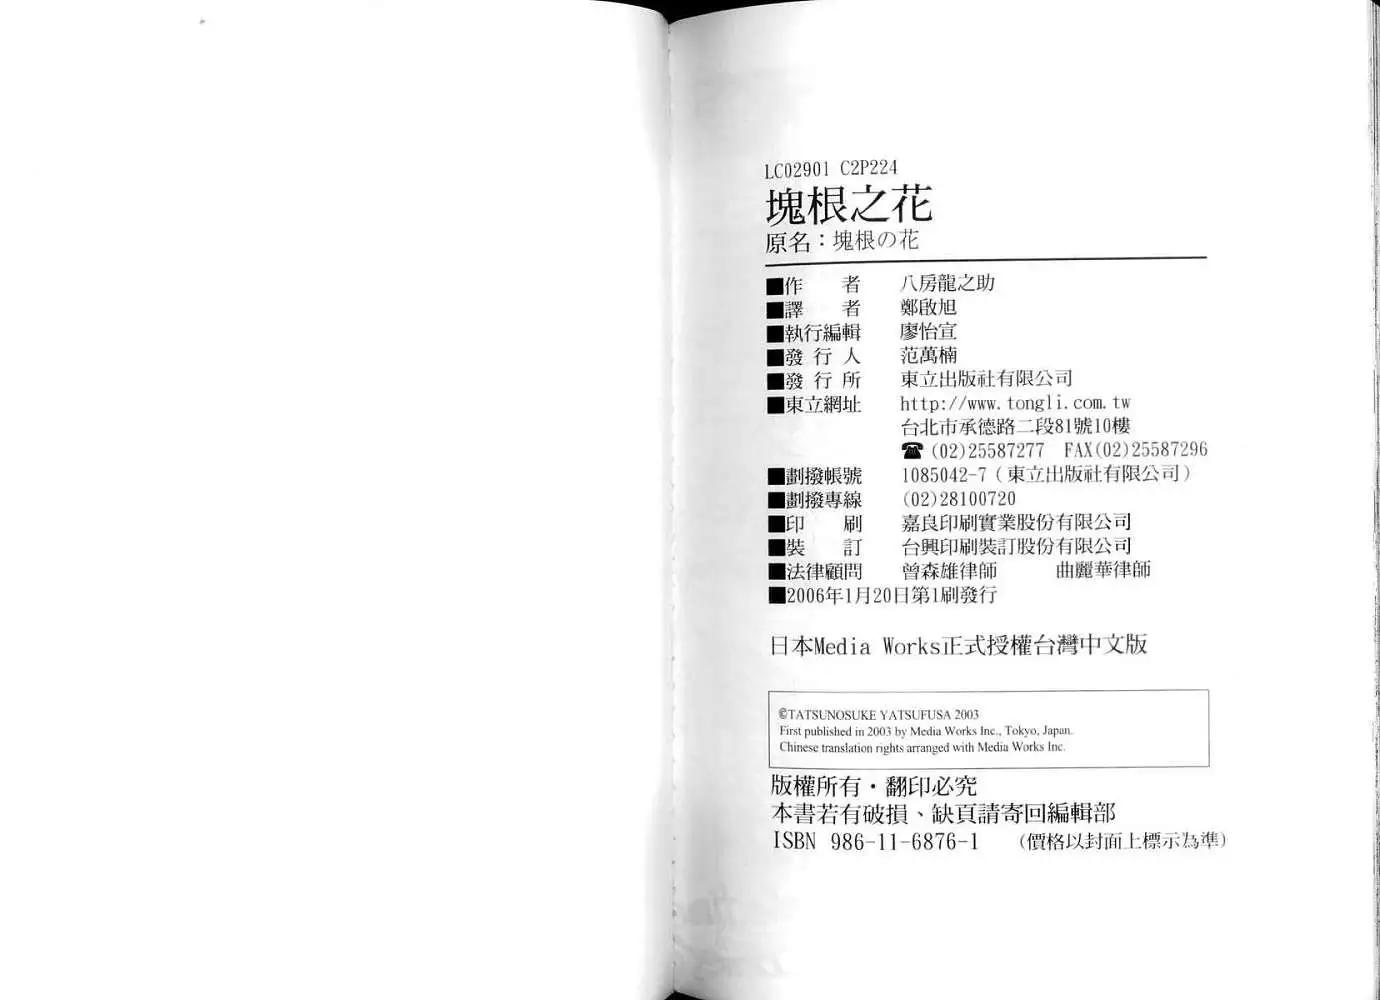 LC02901 C2P224
塊根之花
原名：塊根の花
■作　者　八房龍之助
■譯　者　鄭啟旭
■執行編輯　廖怡宣
■發行人　范萬楠
■發行所　東立出版社有限公司
■東立網址　http://www.tongli.com.tw
台北市承德路二段81號10樓
☎(02)25587277　FAX(02)25587296
■劃撥帳號　1085042-7（東立出版社有限公司）
■劃撥專線　(02)28100720
■印　刷　嘉良印刷實業股份有限公司
■裝　訂　台興印刷裝訂股份有限公司
■法律顧問　曾森雄律師　曲麗華律師
■2006年1月20日第1刷發行
日本Media Works正式授權台灣中文版
©TATSUNOSUKE YATSUFUSA 2003
First published in 2003 by Media Works Inc., Tokyo, Japan.
Chinese translation rights arranged with Media Works Inc.
版權所有・翻印必究
本書若有破損、缺頁請寄回編輯部
ISBN 986-11-6876-1　（價格以封面上標示為準）